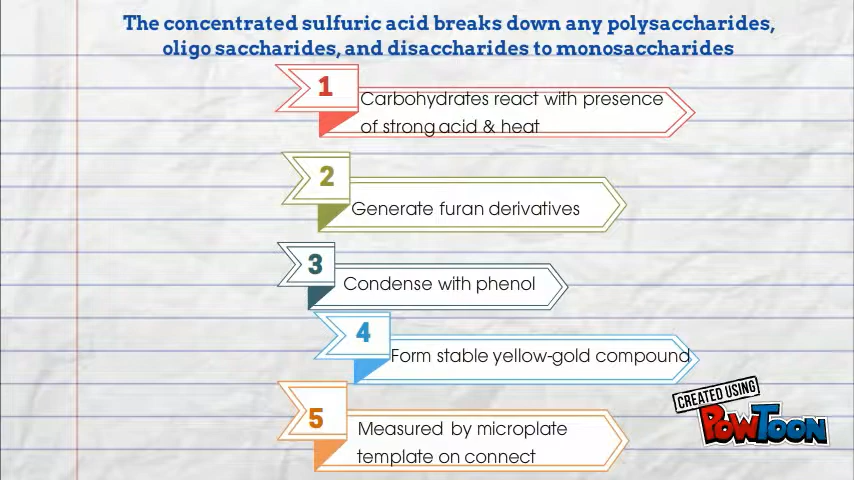 The concentrated sulfuric acid breaks down any polysaccharides,
oligo saccharides, and disaccharides to monosaccharides
1
Carbohydrates react with presence
of strong acid & heat
2
Generate furan derivatives
3
Condense with phenol
4
Form stable yellow-gold compound
5
Measured by microplate
template on connect
CREATED USING
POWTOON